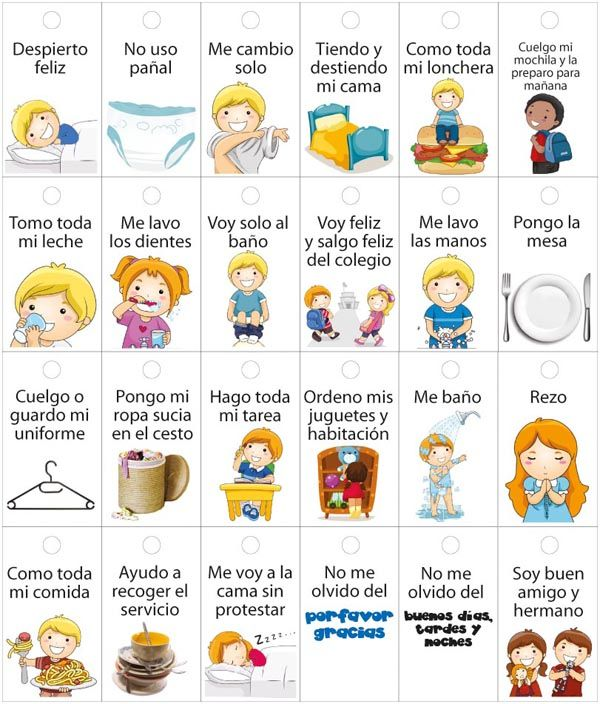 Despierto
feliz
No uso
pañal
Me cambio
solo
Tiendo y
destiendo
mi cama
Como toda
mi lonchera
Cuelgo mi
mochila y la
preparo para
mañana
Tomo toda
mi leche
Me lavo
los dientes
Voy solo al
baño
Voy feliz
y salgo feliz
del colegio
Me lavo
las manos
Pongo la
mesa
Cuelgo o
guardo mi
uniforme
Pongo mi
ropa sucia
en el cesto
Hago toda
mi tarea
Ordeno mis
juguetes y
habitación
Me baño
Rezo
Como toda
mi comida
Ayudo a
recoger el
servicio
Me voy a la
cama sin
protestar
zzzz...
No me
olvido del
porfavor
gracias
No me
olvido del
buenos dias,
tardes y
noches
Soy buen
amigo y
hermano